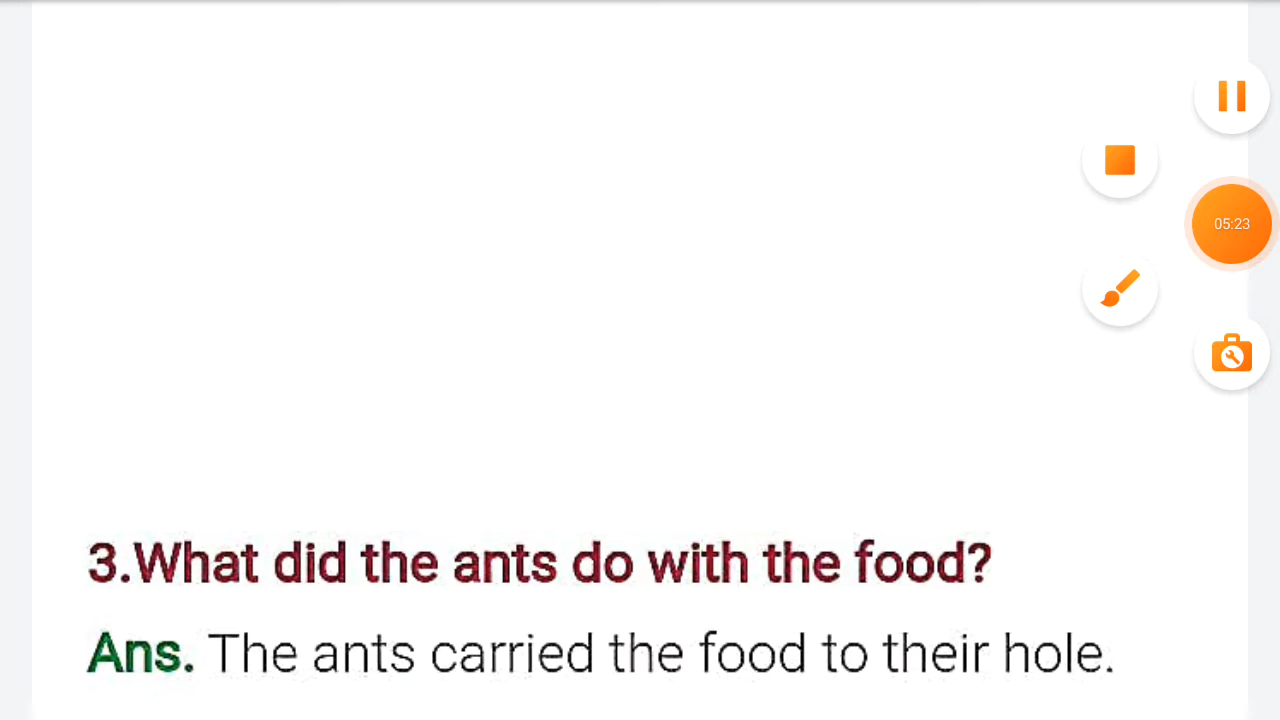 05:23
3.What did the ants do with the food?
Ans. The ants carried the food to their hole.